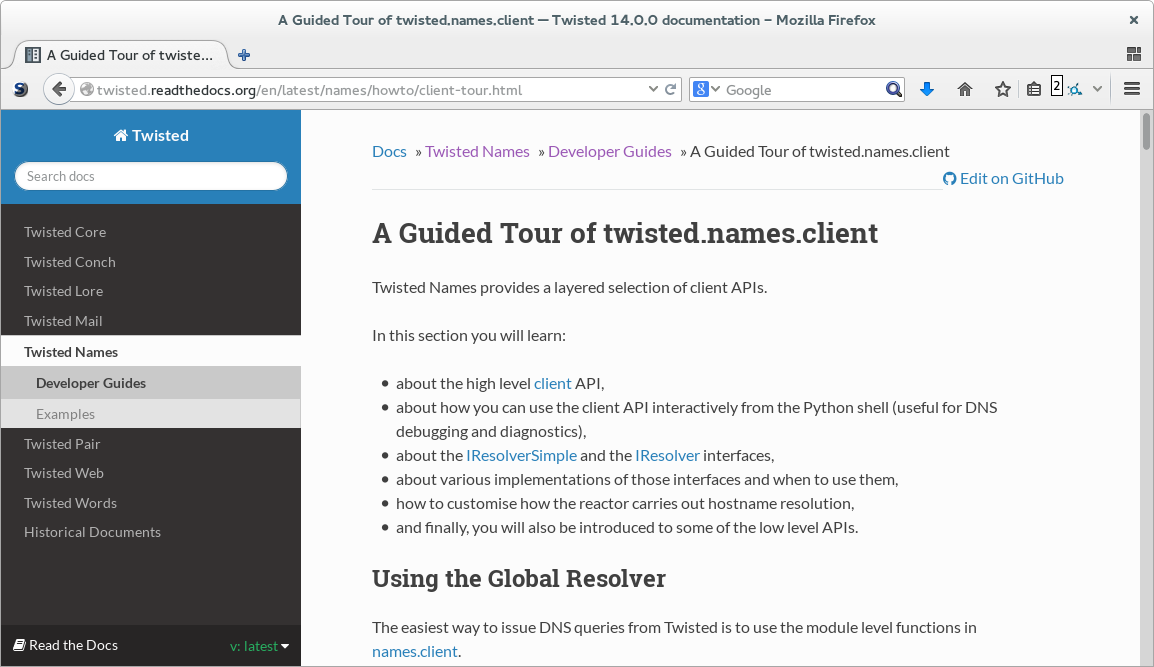 A Guided Tour of twisted.names.client — Twisted 14.0.0 documentation – Mozilla Firefox
A Guided Tour of twiste...
twisted.readthedocs.org/en/latest/names/howto/client-tour.html
Google
2
Twisted
Search docs
Twisted Core
Twisted Conch
Twisted Lore
Twisted Mail
Twisted Names
Developer Guides
Examples
Twisted Pair
Twisted Web
Twisted Words
Historical Documents
Read the Docs
v: latest
Docs » Twisted Names » Developer Guides » A Guided Tour of twisted.names.client
Edit on GitHub
A Guided Tour of twisted.names.client
Twisted Names provides a layered selection of client APIs.
In this section you will learn:
• about the high level client API,
• about how you can use the client API interactively from the Python shell (useful for DNS
debugging and diagnostics),
• about the IResolverSimple and the IResolver interfaces,
• about various implementations of those interfaces and when to use them,
• how to customise how the reactor carries out hostname resolution,
• and finally, you will also be introduced to some of the low level APIs.
Using the Global Resolver
The easiest way to issue DNS queries from Twisted is to use the module level functions in
names.client.